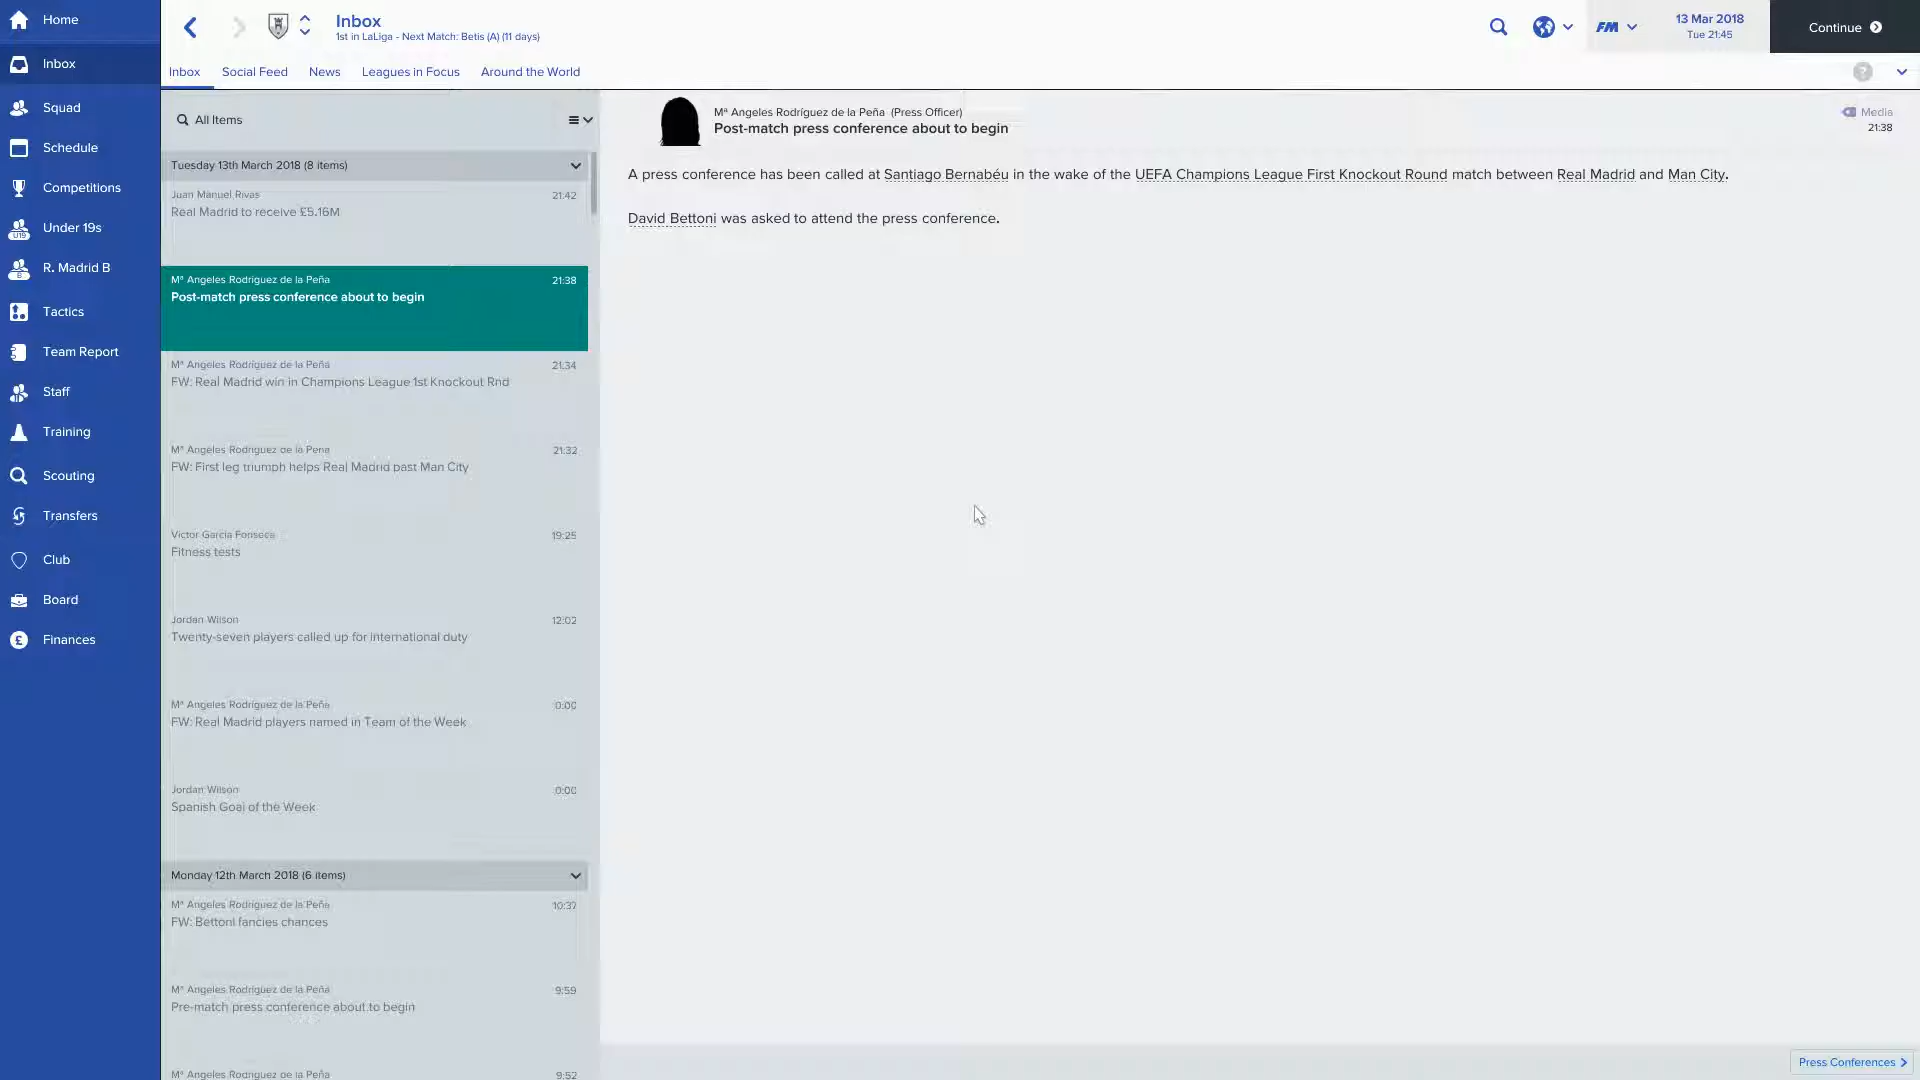 Home
Inbox
Squad
Schedule
Competitions
Under 19s
R. Madrid B
Tactics
Team Report
Staff
Training
Scouting
Transfers
Club
Board
Finances
Inbox
1st in LaLiga - Next Match: Betis (A) (11 days)
FM
13 Mar 2018
Tue 21:45
Continue
Inbox
Social Feed
News
Leagues in Focus
Around the World
?
All Items
Tuesday 13th March 2018 (8 items)
Juan Manuel Rivas 21:42
Real Madrid to receive £5.16M
Mª Angeles Rodríguez de la Peña 21:38
Post-match press conference about to begin
Mª Angeles Rodríguez de la Peña 21:34
FW: Real Madrid win in Champions League 1st Knockout Rnd
Mª Angeles Rodríguez de la Peña 21:32
FW: First leg triumph helps Real Madrid past Man City
Víctor García Fonseca 19:25
Fitness tests
Jordan Wilson 12:02
Twenty-seven players called up for international duty
Mª Angeles Rodríguez de la Peña 0:00
FW: Real Madrid players named in Team of the Week
Jordan Wilson 0:00
Spanish Goal of the Week
Monday 12th March 2018 (6 items)
Mª Angeles Rodríguez de la Peña 10:37
FW: Bettoni fancies chances
Mª Angeles Rodríguez de la Peña 9:59
Pre-match press conference about to begin
Mª Angeles Rodríguez de la Peña 9:52
Mª Angeles Rodríguez de la Peña (Press Officer)
Post-match press conference about to begin
Media
21:38
A press conference has been called at Santiago Bernabéu in the wake of the UEFA Champions League First Knockout Round match between Real Madrid and Man City.
David Bettoni was asked to attend the press conference.
Press Conferences